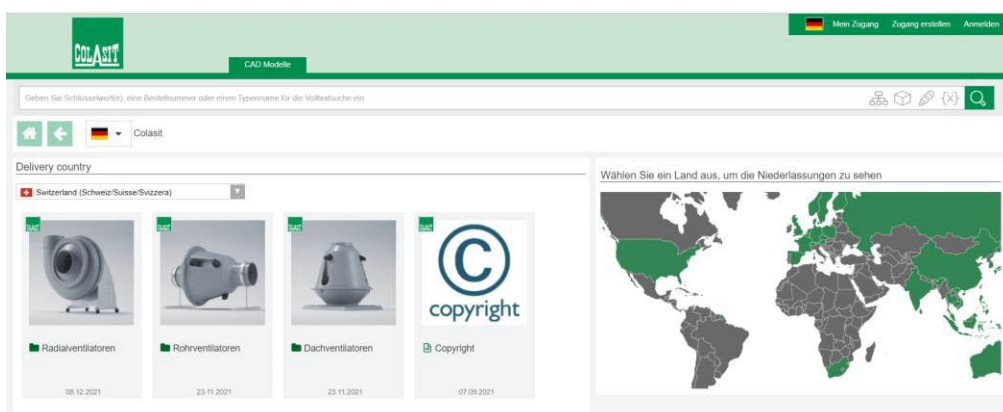 Mein Zugang Zugang erstellen Anmelden
COLASIT
CAD Modelle
Geben Sie Schlüsselwort(e), eine Bestellnummer oder einen Typenname für die Volltextsuche ein
{x}
Colasit
Delivery country
Switzerland (Schweiz/Suisse/Svizzera)
Wählen Sie ein Land aus, um die Niederlassungen zu sehen
©
copyright
Radialventilatoren
Rohrventilatoren
Dachventilatoren
Copyright
08.12.2021
23.11.2021
23.11.2021
07.09.2021